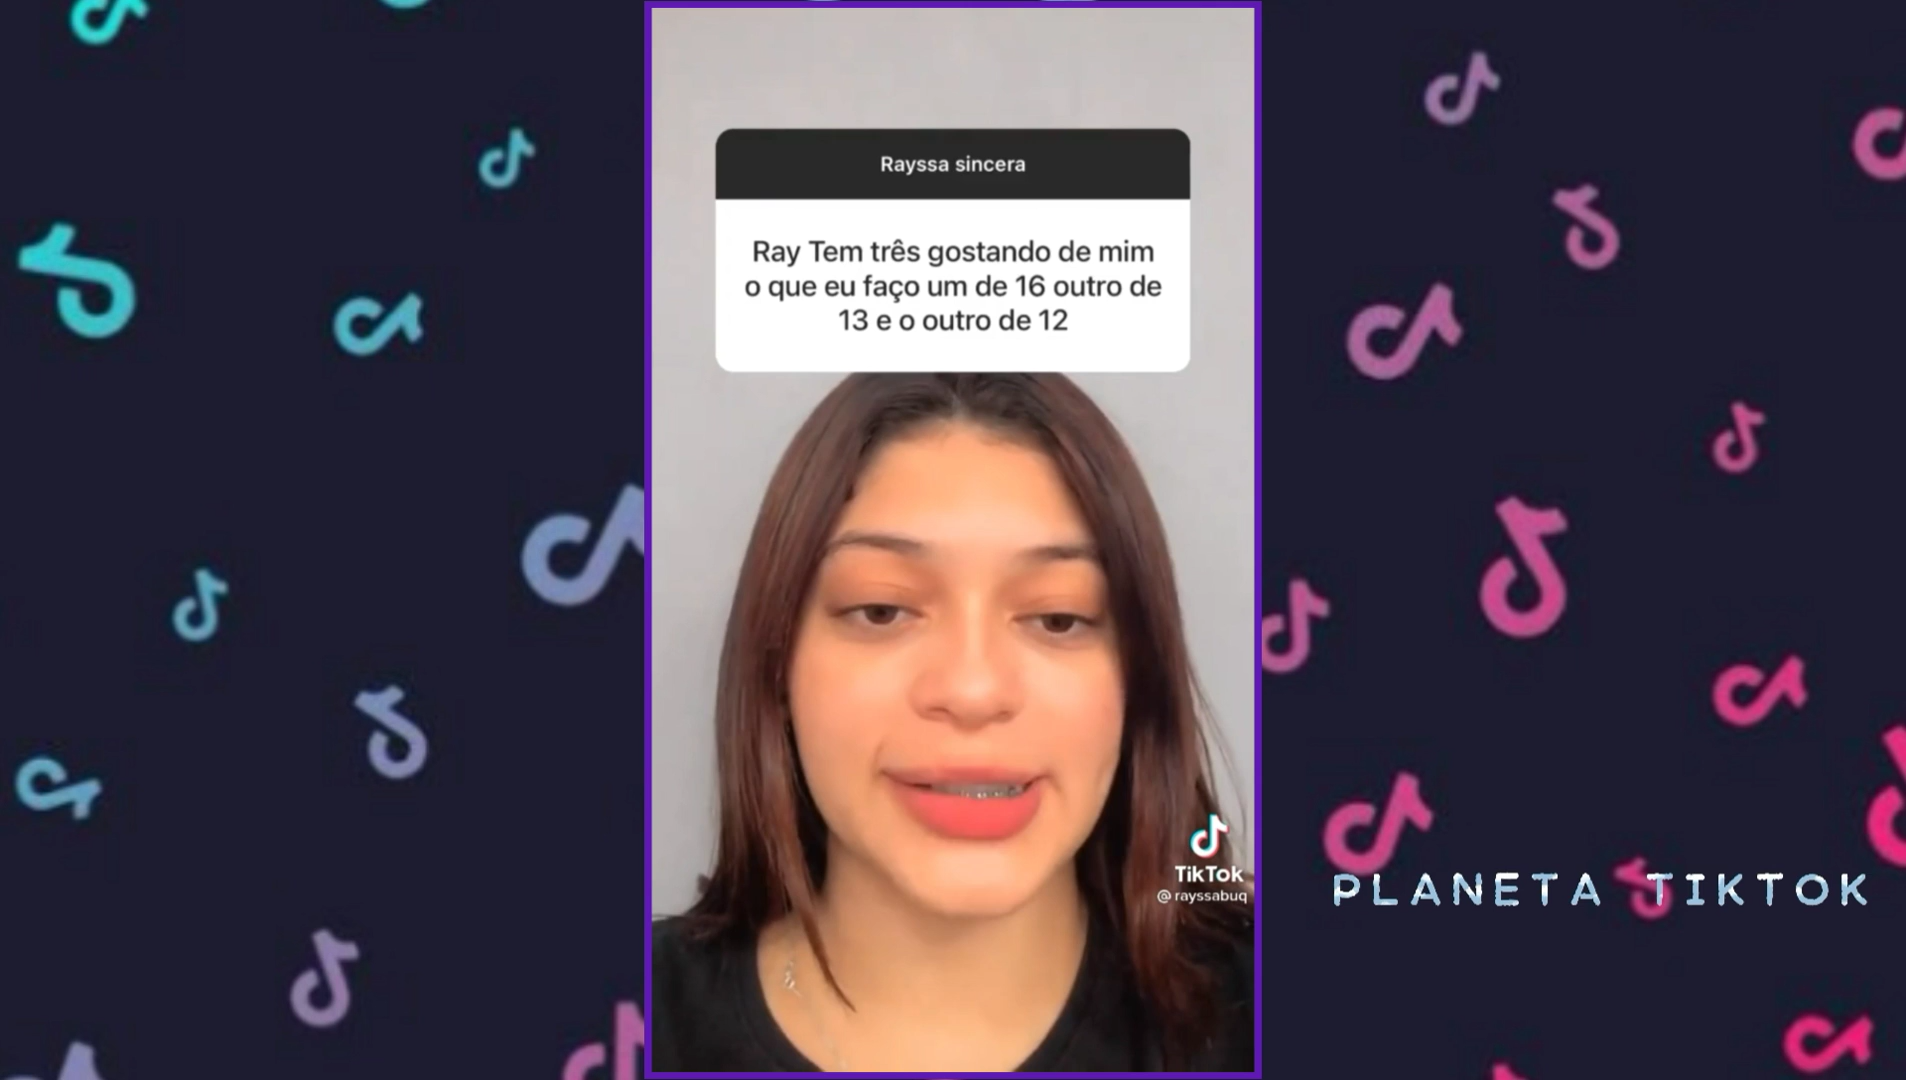 Rayssa sincera
Ray Tem três gostando de mim
o que eu faço um de 16 outro de
13 e o outro de 12
TikTok
@rayssabuq
PLANETA TIKTOK